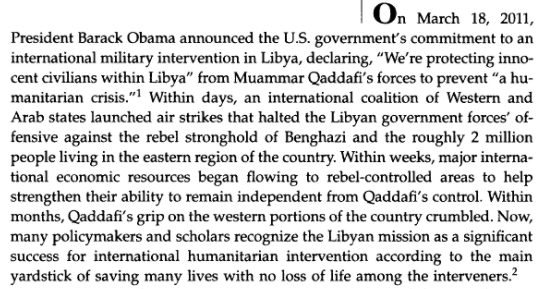 On March 18, 2011,
President Barack Obama announced the U.S. government's commitment to an
international military intervention in Libya, declaring, "We're protecting inno-
cent civilians within Libya" from Muammar Qaddafi's forces to prevent "a hu-
manitarian crisis."1 Within days, an international coalition of Western and
Arab states launched air strikes that halted the Libyan government forces' of-
fensive against the rebel stronghold of Benghazi and the roughly 2 million
people living in the eastern region of the country. Within weeks, major interna-
tional economic resources began flowing to rebel-controlled areas to help
strengthen their ability to remain independent from Qaddafi's control. Within
months, Qaddafi's grip on the western portions of the country crumbled. Now,
many policymakers and scholars recognize the Libyan mission as a significant
success for international humanitarian intervention according to the main
yardstick of saving many lives with no loss of life among the interveners.2